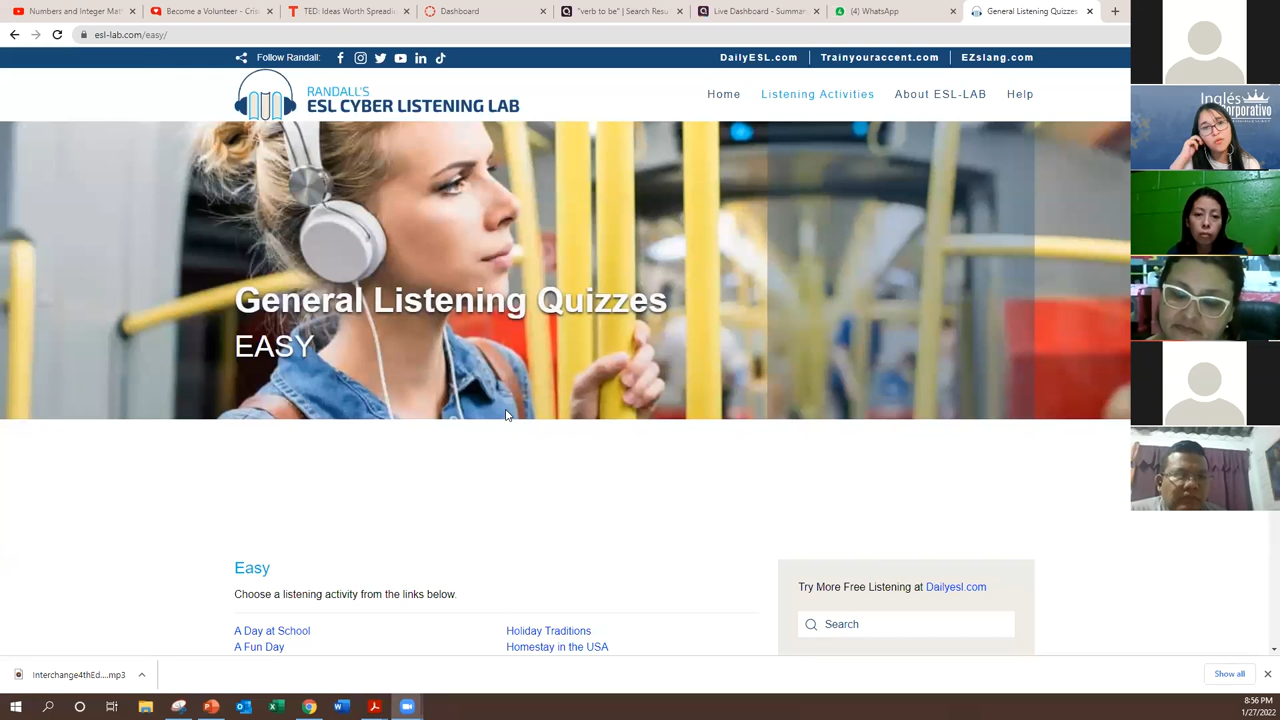 Numbers and Integer Mat
Become a Volunteer - Cris
TED: Ideas Worth Spreadi
Dashboard
"verb to be" | Search Resu
Live Dashboard - Summar
(4) WhatsApp
General Listening Quizzes
esl-lab.com/easy/
Follow Randall:
DailyESL.com
Trainyouraccent.com
EZslang.com
RANDALL'S
ESL CYBER LISTENING LAB
Home
Listening Activities
About ESL-LAB
Help
Inglés
orporativo
General Listening Quizzes
EASY
Easy
Choose a listening activity from the links below.
A Day at School
A Fun Day
Holiday Traditions
Homestay in the USA
Try More Free Listening at Dailyesl.com
Search
Interchange4thEd....mp3
Show all
8:56 PM
1/27/2022